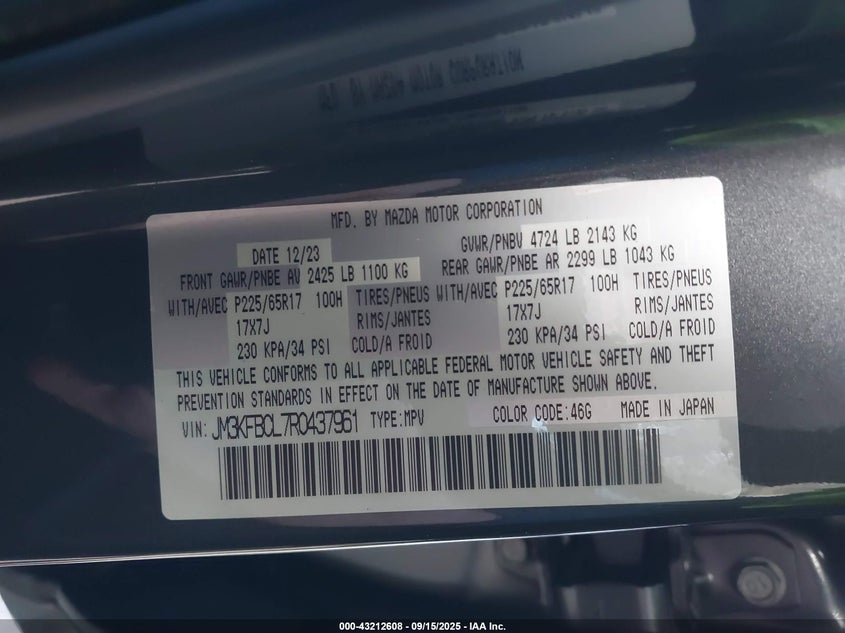 MFD. BY MAZDA MOTOR CORPORATION
DATE 12/23 GVWR/PNBV 4724 LB 2143 KG
FRONT GAWR/PNBE AV 2425 LB 1100 KG REAR GAWR/PNBE AR 2299 LB 1043 KG
WITH/AVEC P225/65R17 100H TIRES/PNEUS WITH/AVEC P225/65R17 100H TIRES/PNEUS
17X7J RIMS/JANTES 17X7J RIMS/JANTES
230 KPA/34 PSI COLD/A FROID 230 KPA/34 PSI COLD/A FROID
THIS VEHICLE CONFORMS TO ALL APPLICABLE FEDERAL MOTOR VEHICLE SAFETY AND THEFT
PREVENTION STANDARDS IN EFFECT ON THE DATE OF MANUFACTURE SHOWN ABOVE.
VIN: JM3KFBCL7R0437961 TYPE:MPV COLOR CODE:46G MADE IN JAPAN
000-43212608 - 09/15/2025 - IAA Inc.